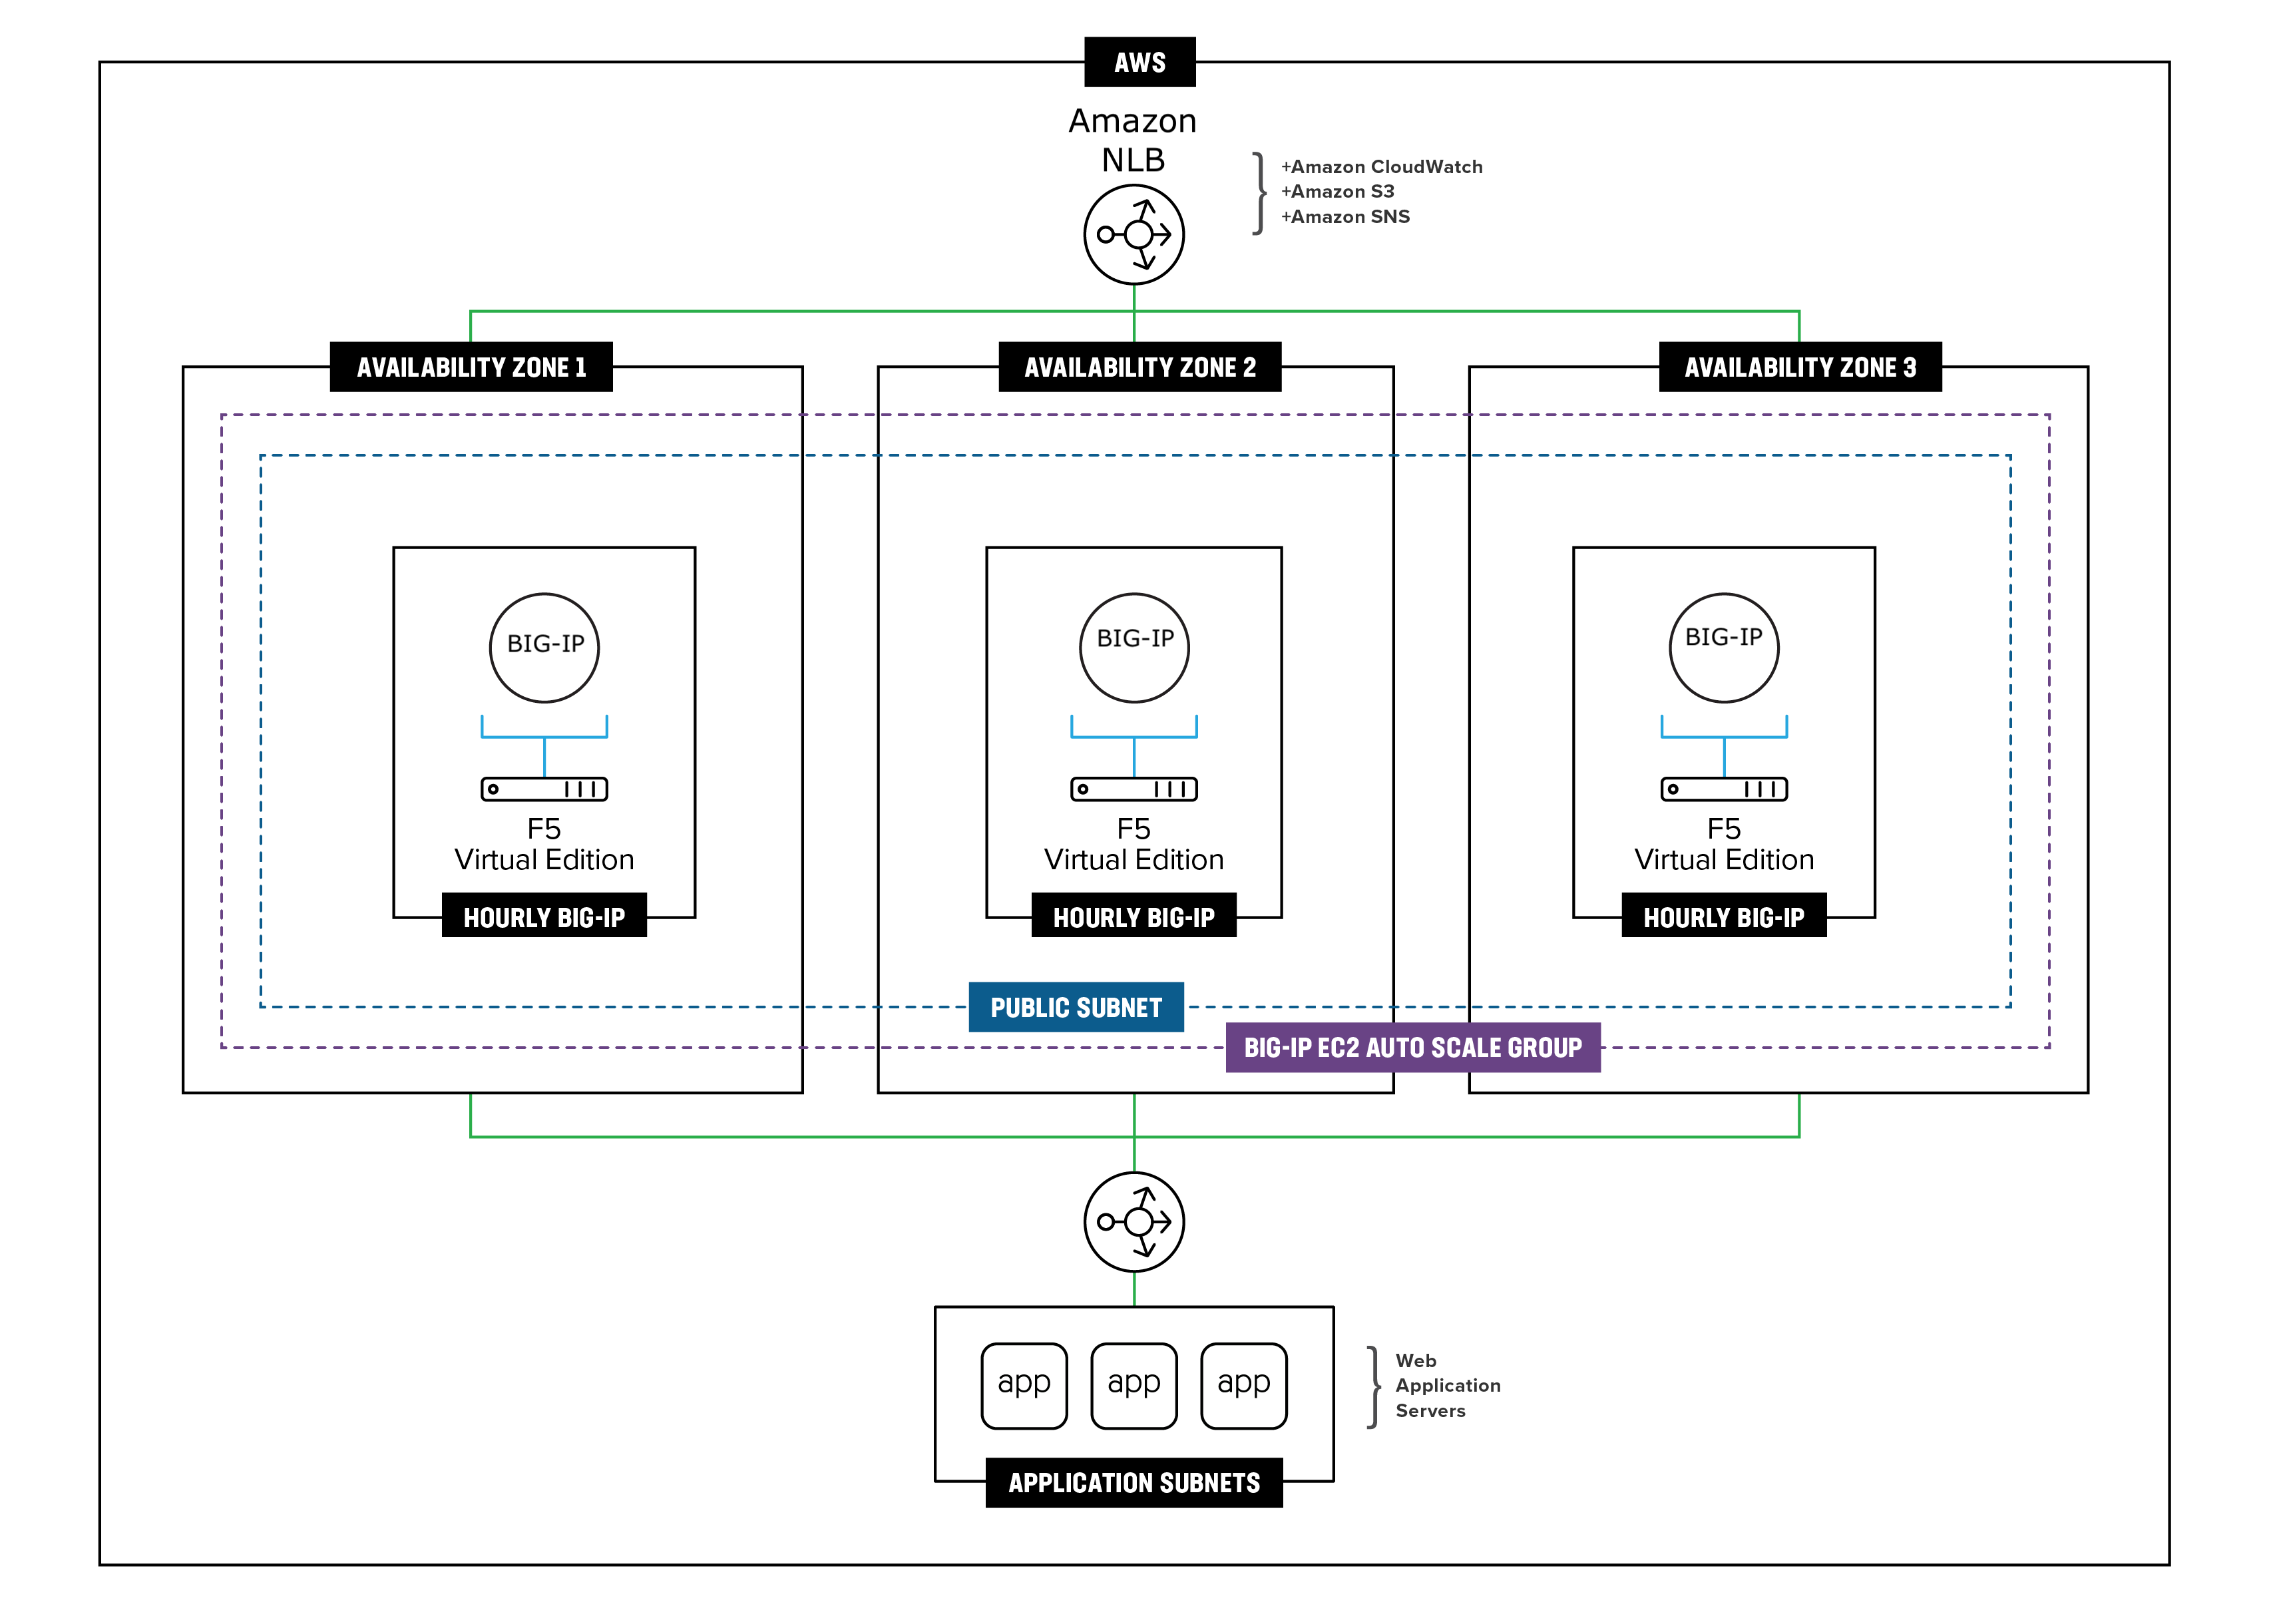 AWS
Amazon
NLB
+Amazon CloudWatch
+Amazon S3
+Amazon SNS
AVAILABILITY ZONE 1
AVAILABILITY ZONE 2
AVAILABILITY ZONE 3
BIG-IP
BIG-IP
BIG-IP
F5
Virtual Edition
F5
Virtual Edition
F5
Virtual Edition
HOURLY BIG-IP
HOURLY BIG-IP
HOURLY BIG-IP
PUBLIC SUBNET
BIG-IP EC2 AUTO SCALE GROUP
app
app
app
Web
Application
Servers
APPLICATION SUBNETS